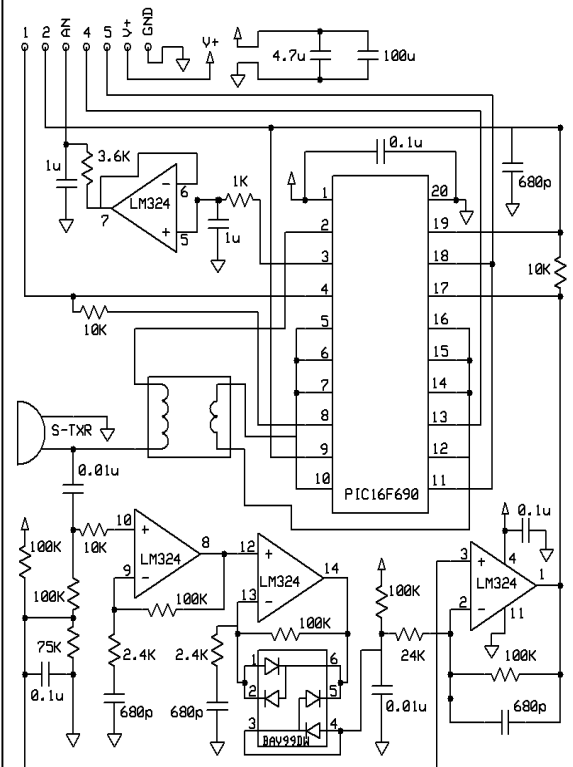 1 2 AN 4 5 V+ GND
V+
4.7u
100u
0.1u
680p
1u
3.6K
6
LM324
7
5
1K
1u
1 20
2 19
3 18
4 17
5 16
6 15
7 14
8 13
9 12
10 11
PIC16F690
10K
10K
S-TXR
0.01u
10K
10
8
9
LM324
100K
100K
75K
0.1u
100K
2.4K
680p
12
14
13
LM324
100K
2.4K
680p
1 6
2 5
3 4
BAV99DW
100K
24K
0.01u
0.1u
3
4
1
LM324
2
11
100K
680p